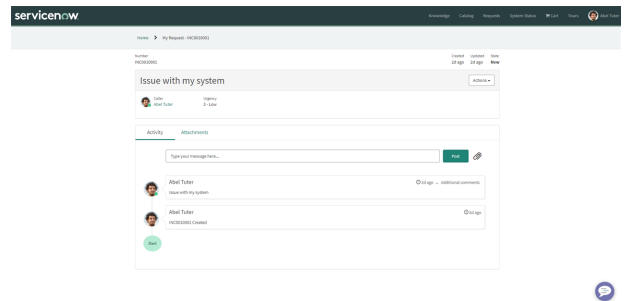 servicenow
Knowledge Catalog Requests System Status Cart Tours Abel Tuter
Home > My Request - INC0010001
Number Created Updated State
INC0010001 2d ago 2d ago New
Issue with my system Actions
Caller Urgency
Abel Tuter 3 - Low
Activity Attachments
Type your message here... Post
Abel Tuter 2d ago • Additional comments
Issue with my system
Abel Tuter 2d ago
INC0010001 Created
Start